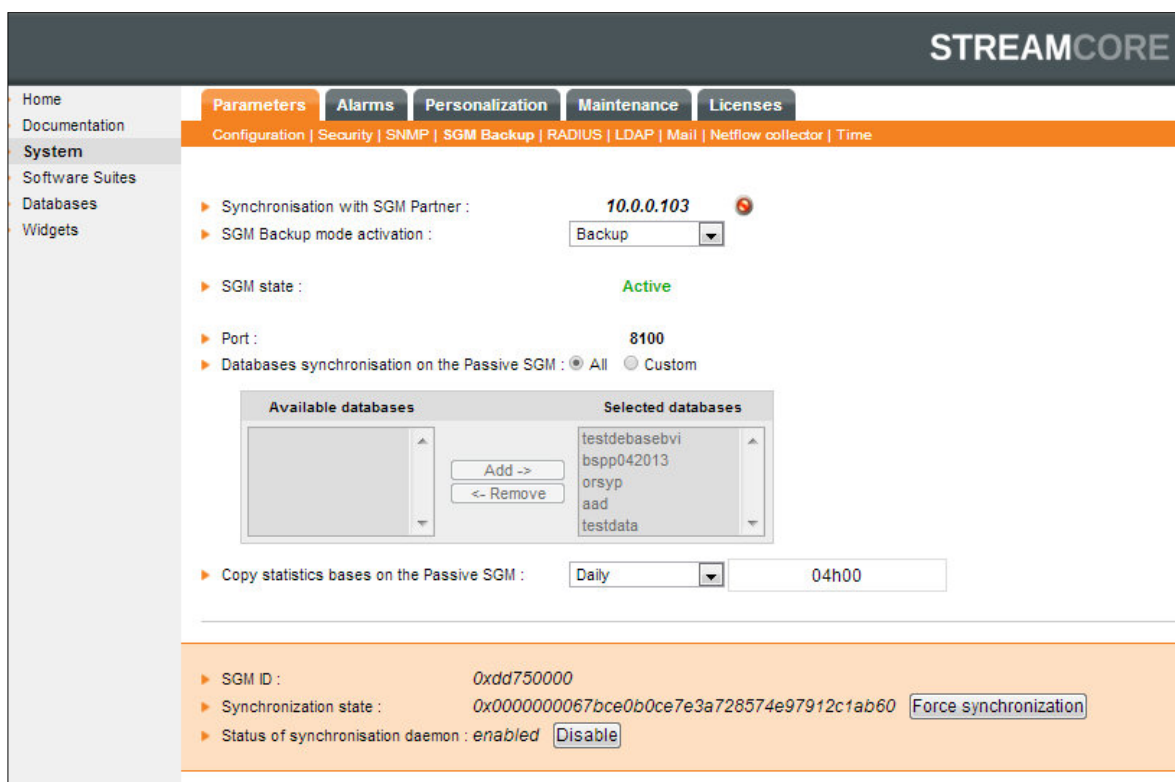 STREAMCORE
Home
Documentation
System
Software Suites
Databases
Widgets
Parameters Alarms Personalization Maintenance Licenses
Configuration | Security | SNMP | SGM Backup | RADIUS | LDAP | Mail | Netflow collector | Time
Synchronisation with SGM Partner : 10.0.0.103
SGM Backup mode activation : Backup
SGM state : Active
Port : 8100
Databases synchronisation on the Passive SGM : All Custom
Available databases Selected databases
testdebasebvi
bspp042013
orsyp
aad
testdata
Add ->
<- Remove
Copy statistics bases on the Passive SGM : Daily 04h00
SGM ID : 0xdd750000
Synchronization state : 0x0000000067bce0b0ce7e3a728574e97912c1ab60 Force synchronization
Status of synchronisation daemon : enabled Disable